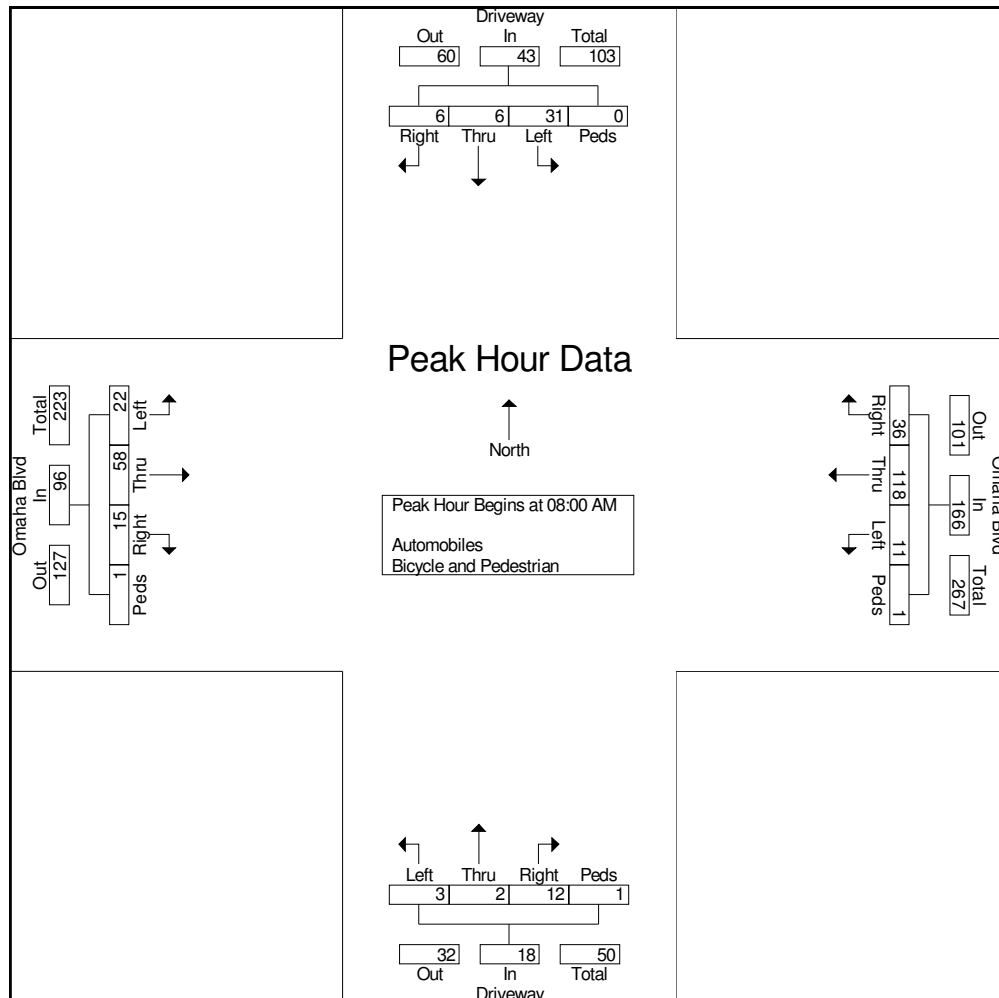 Driveway
Out In Total
60 43 103
6 6 31 0
Right Thru Left Peds
Peak Hour Data
North
Peak Hour Begins at 08:00 AM
Automobiles
Bicycle and Pedestrian
Omaha Blvd
Out In Total
127 96 223
Left Thru Right Peds
22 58 15 1
Omaha Blvd
Out In Total
101 166 267
Right Thru Left Peds
36 118 11 1
Left Thru Right Peds
3 2 12 1
32 18 50
Out In Total
Driveway